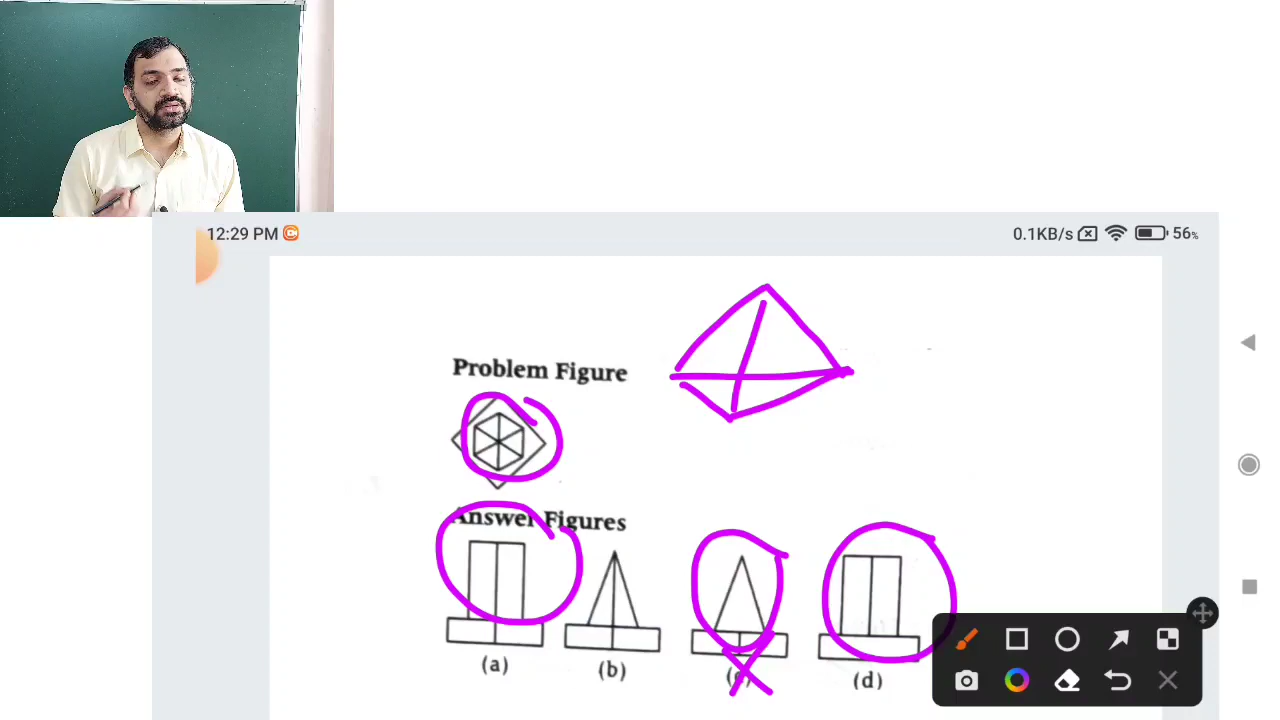 12:29 PM 0.1KB/s 56%
Problem Figure
Answer Figures
(a) (b) (c) (d)